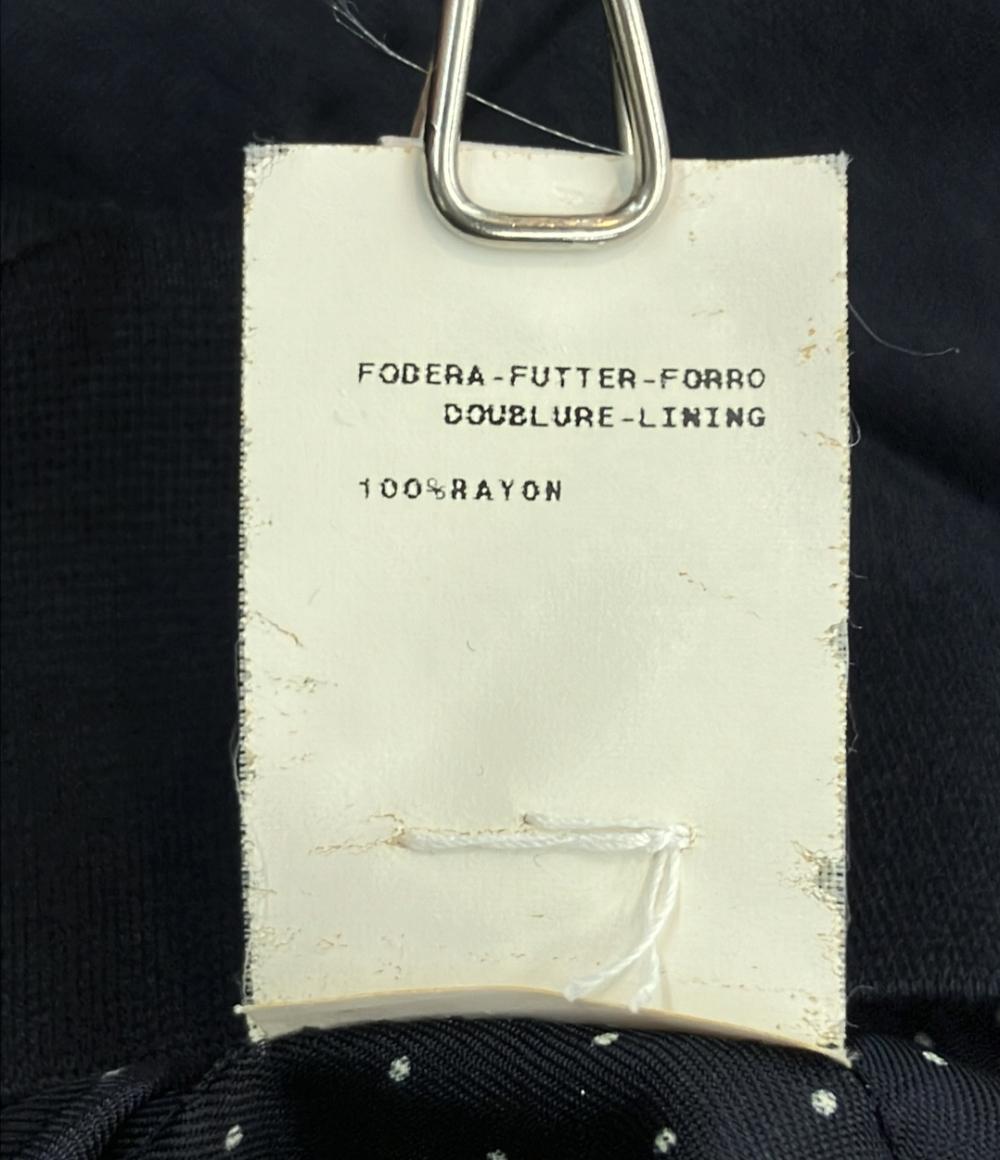 FODERA-FUTTER-FORRO
DOUBLURE-LINING
100%RAYON